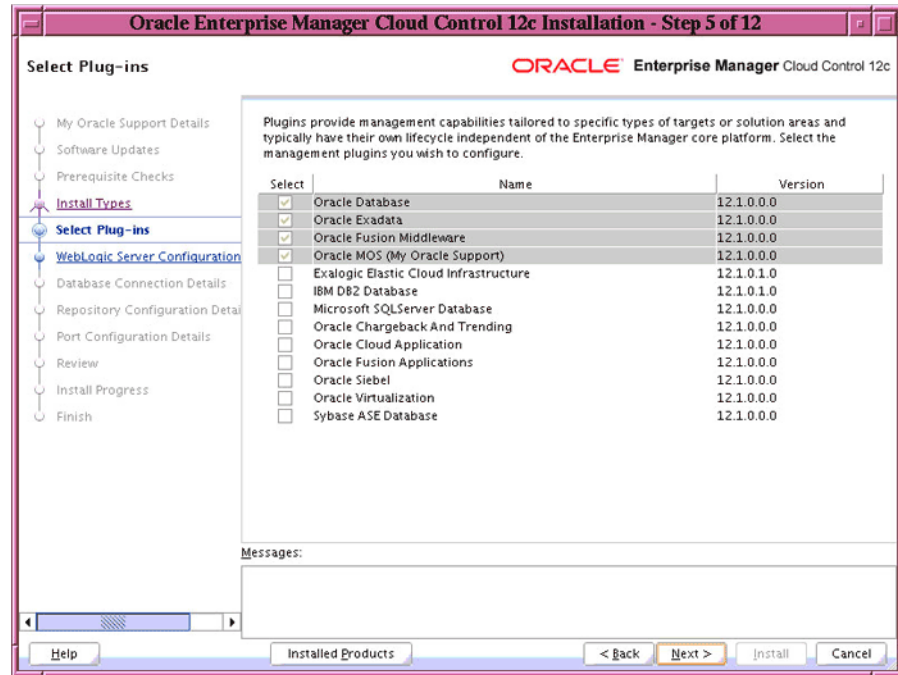 Oracle Enterprise Manager Cloud Control 12c Installation - Step 5 of 12
Select Plug-ins
ORACLE Enterprise Manager Cloud Control 12c
My Oracle Support Details
Software Updates
Prerequisite Checks
Install Types
Select Plug-ins
WebLogic Server Configuration
Database Connection Details
Repository Configuration Detai
Port Configuration Details
Review
Install Progress
Finish
Plugins provide management capabilities tailored to specific types of targets or solution areas and
typically have their own lifecycle independent of the Enterprise Manager core platform. Select the
management plugins you wish to configure.
Select Name Version
Oracle Database 12.1.0.0.0
Oracle Exadata 12.1.0.0.0
Oracle Fusion Middleware 12.1.0.0.0
Oracle MOS (My Oracle Support) 12.1.0.0.0
Exalogic Elastic Cloud Infrastructure 12.1.0.1.0
IBM DB2 Database 12.1.0.1.0
Microsoft SQLServer Database 12.1.0.0.0
Oracle Chargeback And Trending 12.1.0.0.0
Oracle Cloud Application 12.1.0.0.0
Oracle Fusion Applications 12.1.0.0.0
Oracle Siebel 12.1.0.0.0
Oracle Virtualization 12.1.0.0.0
Sybase ASE Database 12.1.0.0.0
Messages:
Help Installed Products < Back Next > Install Cancel